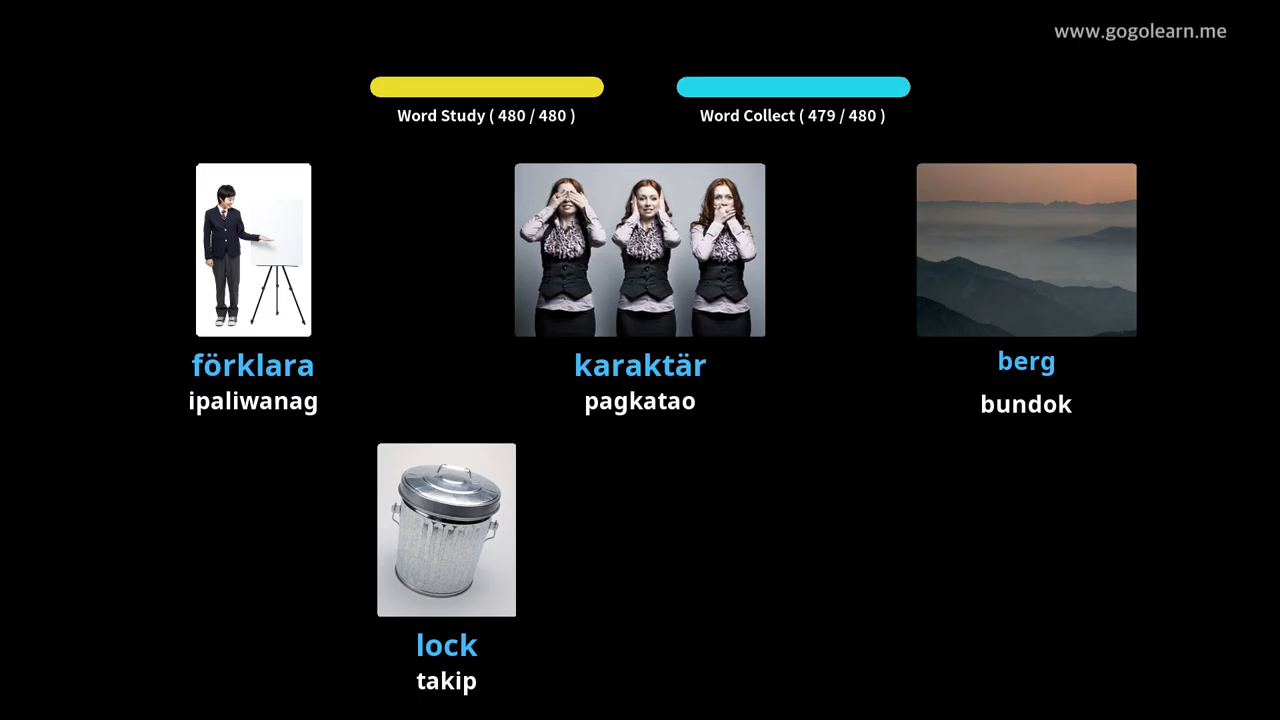 www.gogolearn.me
Word Study ( 480 / 480 )
Word Collect ( 479 / 480 )
förklara
ipaliwanag
karaktär
pagkatao
berg
bundok
lock
takip